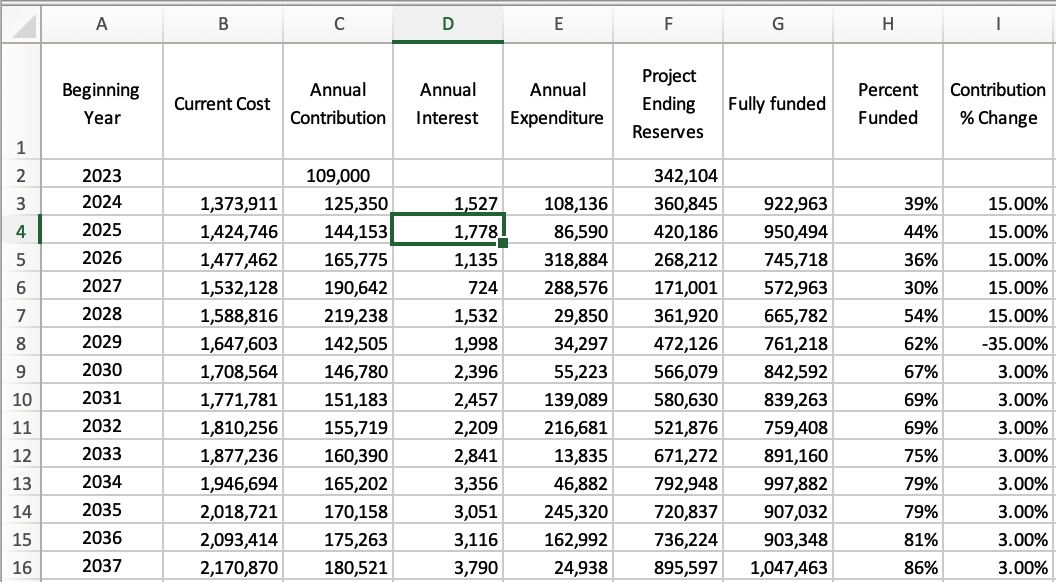 A B C D E F G H I
1 Beginning Year Current Cost Annual Contribution Annual Interest Annual Expenditure Project Ending Reserves Fully funded Percent Funded Contribution % Change
2 2023 109,000 342,104
3 2024 1,373,911 125,350 1,527 108,136 360,845 922,963 39% 15.00%
4 2025 1,424,746 144,153 1,778 86,590 420,186 950,494 44% 15.00%
5 2026 1,477,462 165,775 1,135 318,884 268,212 745,718 36% 15.00%
6 2027 1,532,128 190,642 724 288,576 171,001 572,963 30% 15.00%
7 2028 1,588,816 219,238 1,532 29,850 361,920 665,782 54% 15.00%
8 2029 1,647,603 142,505 1,998 34,297 472,126 761,218 62% -35.00%
9 2030 1,708,564 146,780 2,396 55,223 566,079 842,592 67% 3.00%
10 2031 1,771,781 151,183 2,457 139,089 580,630 839,263 69% 3.00%
11 2032 1,810,256 155,719 2,209 216,681 521,876 759,408 69% 3.00%
12 2033 1,877,236 160,390 2,841 13,835 671,272 891,160 75% 3.00%
13 2034 1,946,694 165,202 3,356 46,882 792,948 997,882 79% 3.00%
14 2035 2,018,721 170,158 3,051 245,320 720,837 907,032 79% 3.00%
15 2036 2,093,414 175,263 3,116 162,992 736,224 903,348 81% 3.00%
16 2037 2,170,870 180,521 3,790 24,938 895,597 1,047,463 86% 3.00%